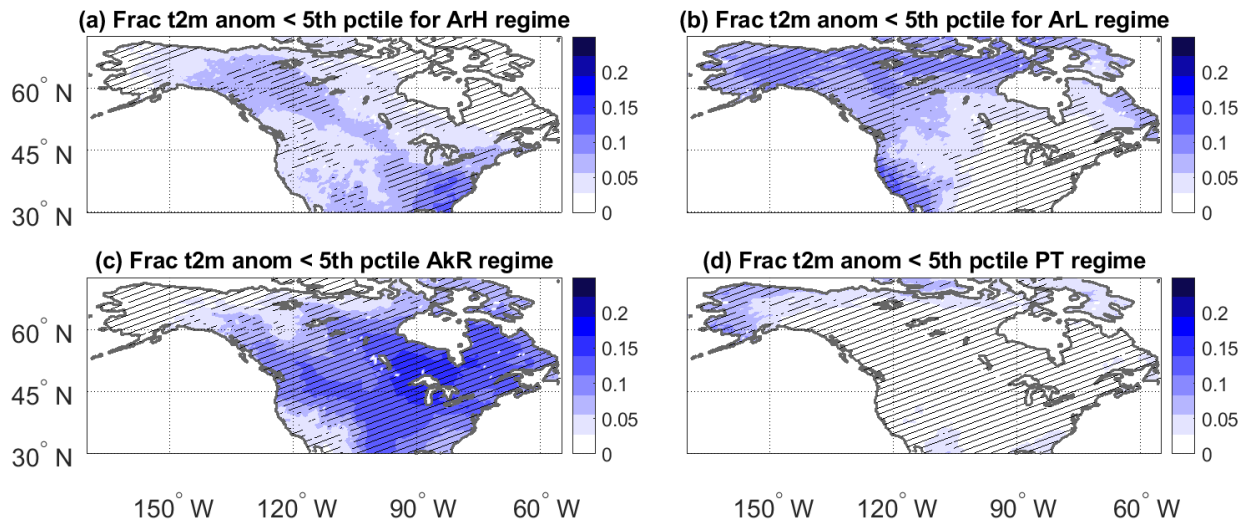 (a) Frac t2m anom < 5th pctile for ArH regime
(b) Frac t2m anom < 5th pctile for ArL regime
60° N
45° N
30° N
0.2
0.15
0.1
0.05
0
0.2
0.15
0.1
0.05
0
(c) Frac t2m anom < 5th pctile AkR regime
(d) Frac t2m anom < 5th pctile PT regime
60° N
45° N
30° N
0.2
0.15
0.1
0.05
0
0.2
0.15
0.1
0.05
0
150° W 120° W 90° W 60° W
150° W 120° W 90° W 60° W